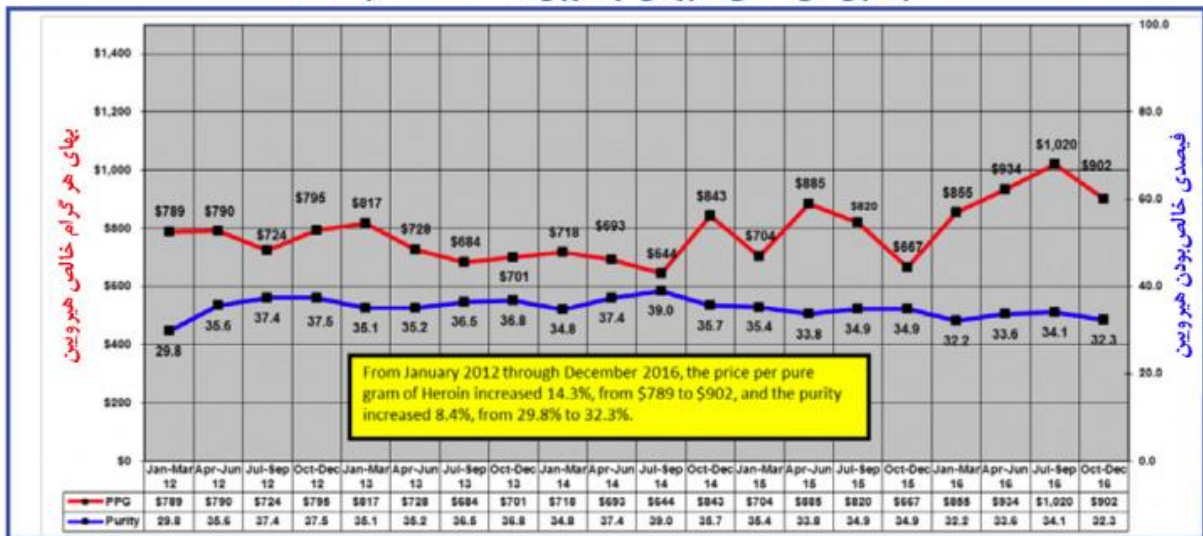 100.0
$1,400
$1,200
80.0
$1,000
60.0
$800
$600
40.0
$400
$200
20.0
$0
0.0
بهای هر گرام خالص هیرویین
فیصدی خالص بودن هیرویین
$789 $790 $724 $795 $817 $728 $684 $701 $718 $693 $644 $843 $704 $885 $820 $667 $855 $934 $1,020 $902
29.8 35.6 37.4 37.5 35.1 35.2 36.5 36.8 34.8 37.4 39.0 35.7 35.4 33.8 34.9 34.9 32.2 33.6 34.1 32.3
From January 2012 through December 2016, the price per pure
gram of Heroin increased 14.3%, from $789 to $902, and the purity
increased 8.4%, from 29.8% to 32.3%.
Jan-Mar Apr-Jun Jul-Sep Oct-Dec Jan-Mar Apr-Jun Jul-Sep Oct-Dec Jan-Mar Apr-Jun Jul-Sep Oct-Dec Jan-Mar Apr-Jun Jul-Sep Oct-Dec Jan-Mar Apr-Jun Jul-Sep Oct-Dec
12 12 12 12 13 13 13 13 14 14 14 14 15 15 15 15 16 16 16 16
PPG $789 $790 $724 $795 $817 $728 $684 $701 $718 $693 $644 $843 $704 $885 $820 $667 $855 $934 $1,020 $902
Purity 29.8 35.6 37.4 37.5 35.1 35.2 36.5 36.8 34.8 37.4 39.0 35.7 35.4 33.8 34.9 34.9 32.2 33.6 34.1 32.3